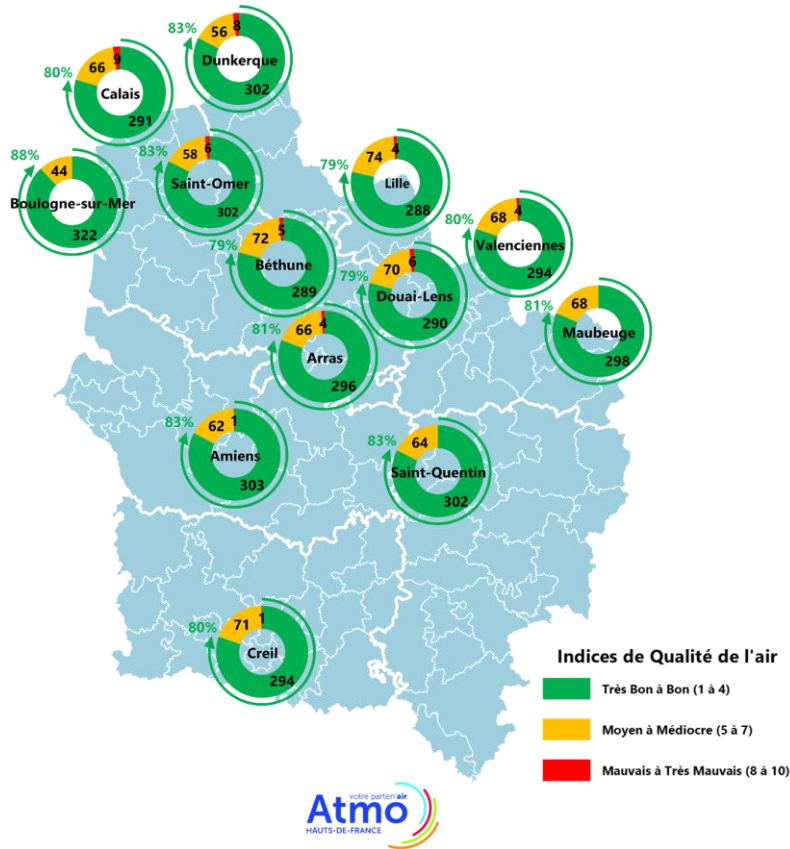 83%
56
8
Dunkerque
302
80%
66
9
Calais
291
88%
44
Boulogne-sur-Mer
322
83%
58
6
Saint-Omer
302
79%
74
4
Lille
288
80%
68
4
Valenciennes
294
79%
72
5
Béthune
289
79%
70
6
Douai-Lens
290
81%
68
Maubeuge
298
81%
66
4
Arras
296
83%
62
1
Amiens
303
83%
64
Saint-Quentin
302
80%
71
1
Creil
294
Indices de Qualité de l'air
Très Bon à Bon (1 à 4)
Moyen à Médiocre (5 à 7)
Mauvais à Très Mauvais (8 à 10)
votre parten'air
Atmo
HAUTS-DE-FRANCE